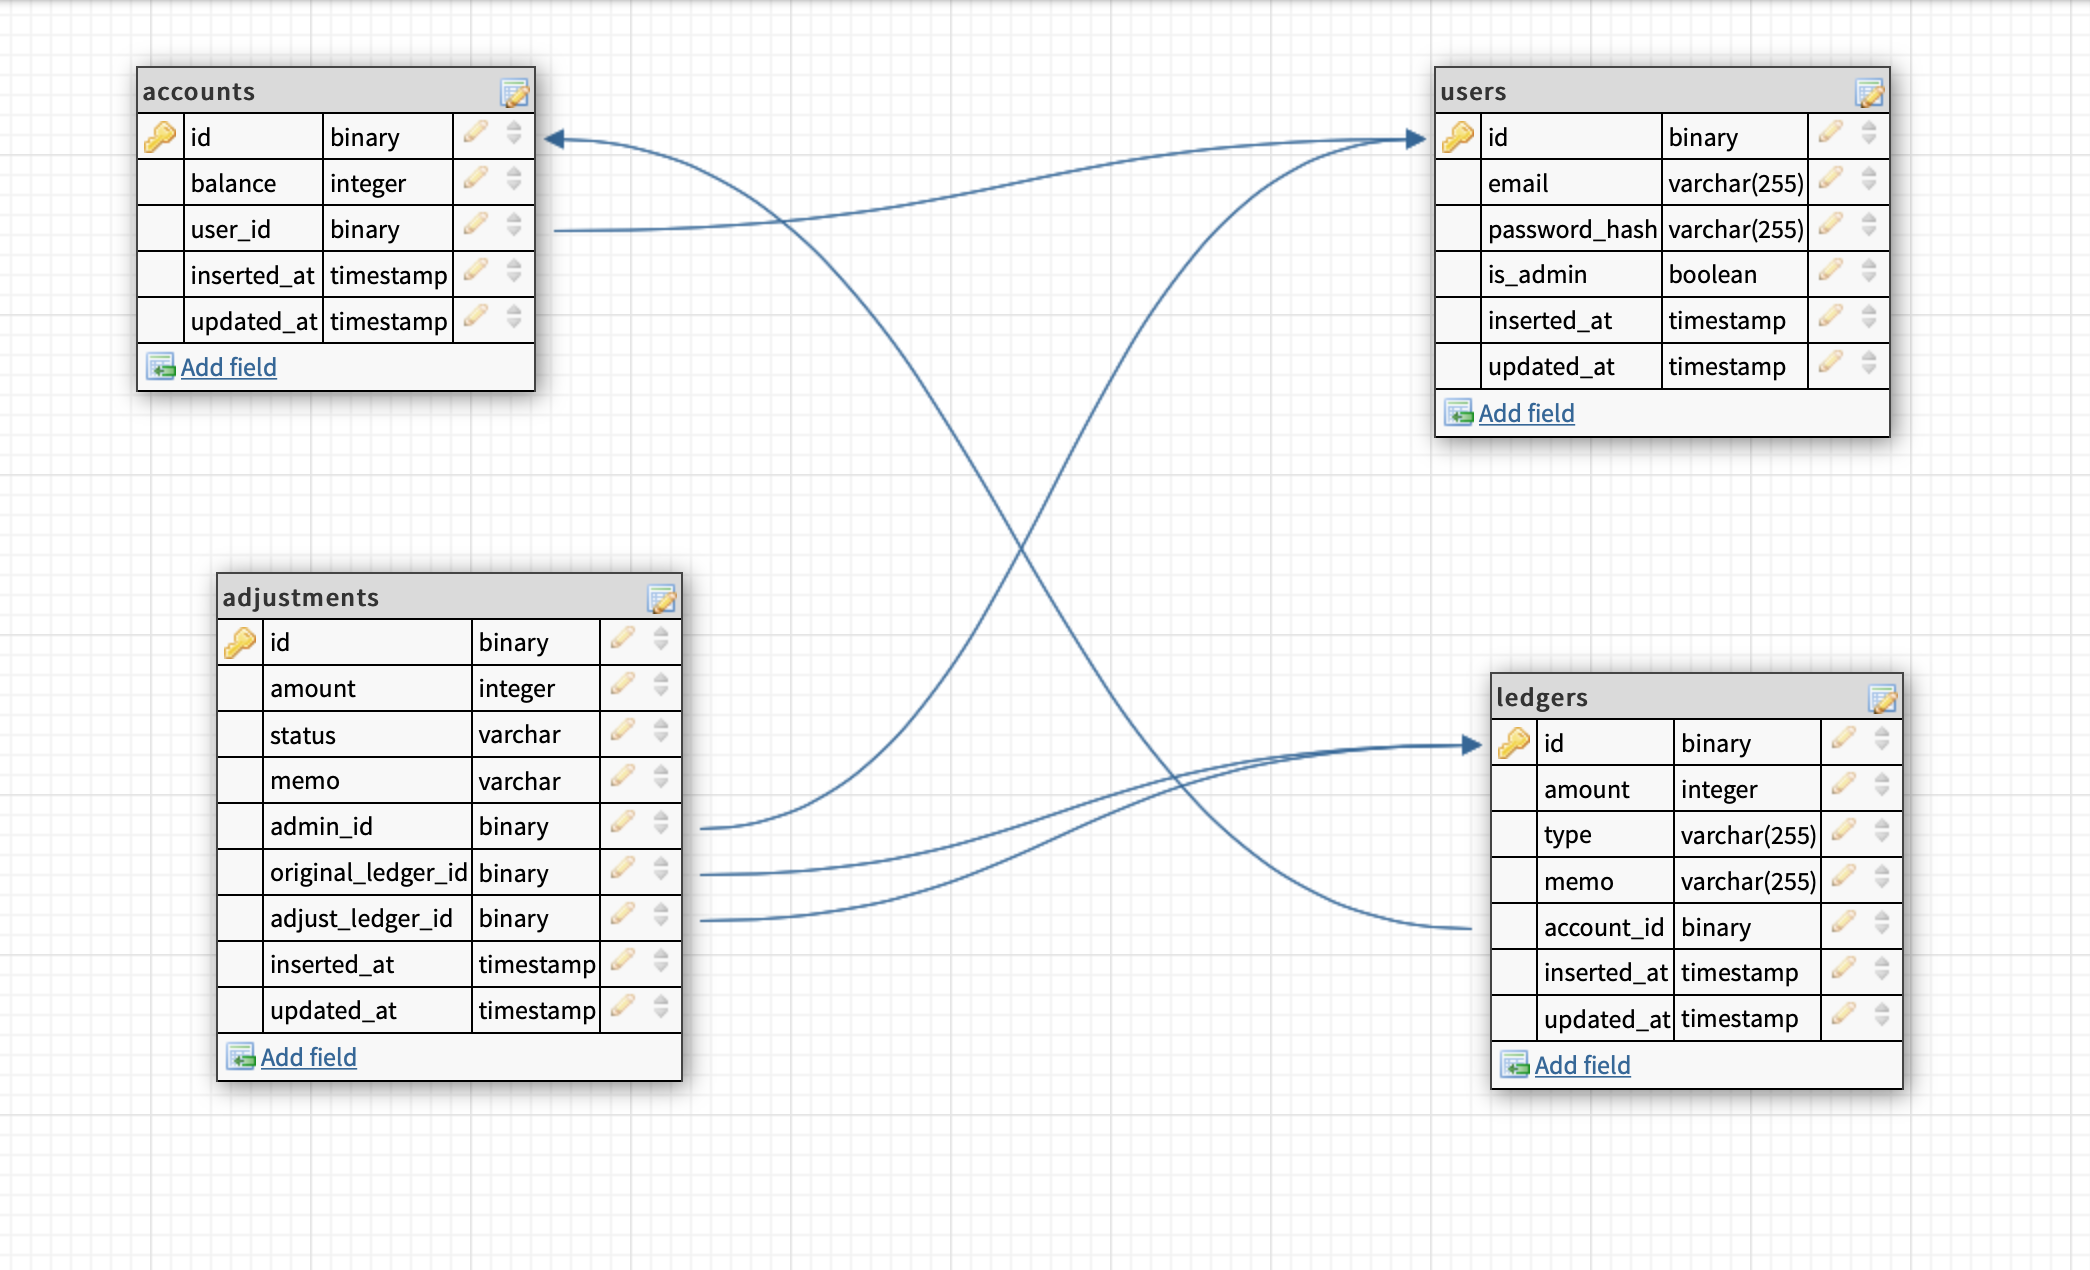 accounts
id binary
balance integer
user_id binary
inserted_at timestamp
updated_at timestamp
Add field
users
id binary
email varchar(255)
password_hash varchar(255)
is_admin boolean
inserted_at timestamp
updated_at timestamp
Add field
adjustments
id binary
amount integer
status varchar
memo varchar
admin_id binary
original_ledger_id binary
adjust_ledger_id binary
inserted_at timestamp
updated_at timestamp
Add field
ledgers
id binary
amount integer
type varchar(255)
memo varchar(255)
account_id binary
inserted_at timestamp
updated_at timestamp
Add field